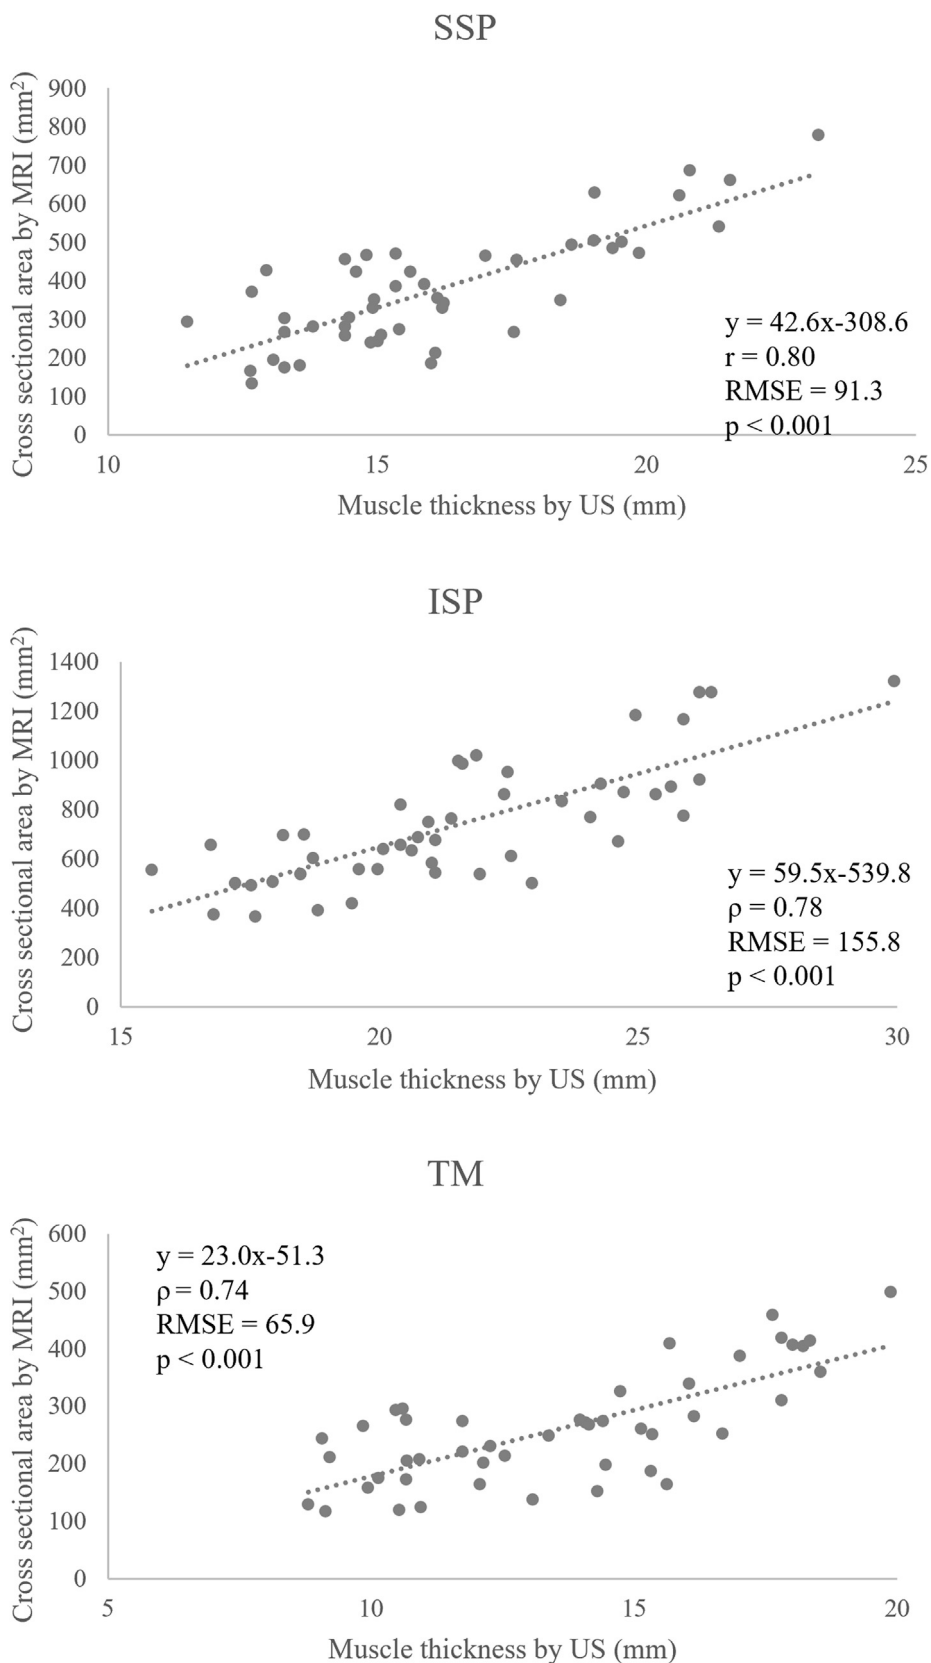 SSP
Cross sectional area by MRI (mm²)
900
800
700
600
500
400
300
200
100
0
y = 42.6x-308.6
r = 0.80
RMSE = 91.3
p < 0.001
10 15 20 25
Muscle thickness by US (mm)
ISP
Cross sectional area by MRI (mm²)
1400
1200
1000
800
600
400
200
0
y = 59.5x-539.8
ρ = 0.78
RMSE = 155.8
p < 0.001
15 20 25 30
Muscle thickness by US (mm)
TM
Cross sectional area by MRI (mm²)
600
500
400
300
200
100
0
y = 23.0x-51.3
ρ = 0.74
RMSE = 65.9
p < 0.001
5 10 15 20
Muscle thickness by US (mm)